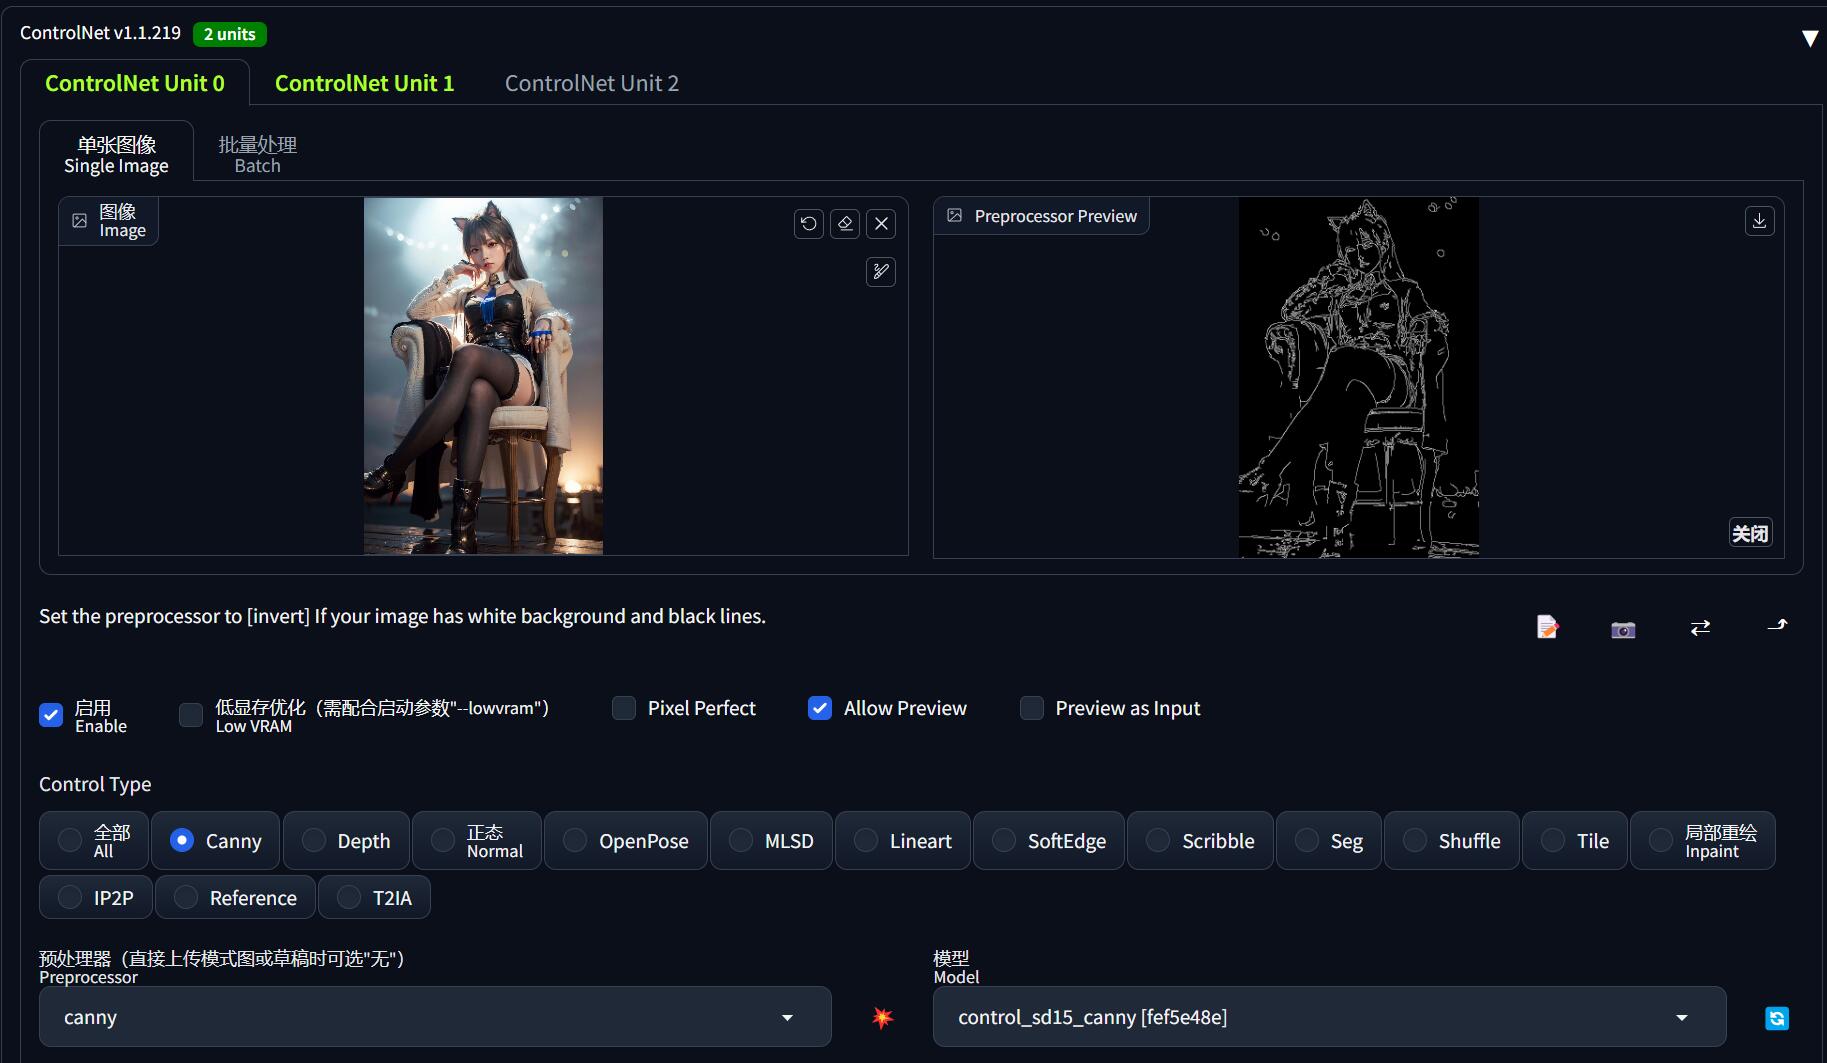 ControlNet v1.1.219 2 units
ControlNet Unit 0 ControlNet Unit 1 ControlNet Unit 2
单张图像 批量处理
Single Image Batch
图像
Image
Preprocessor Preview
关闭
Set the preprocessor to [invert] If your image has white background and black lines.
启用 低显存优化（需配合启动参数"--lowvram"） Pixel Perfect Allow Preview Preview as Input
Enable Low VRAM
Control Type
全部 Canny Depth 正态 OpenPose MLSD Lineart SoftEdge Scribble Seg Shuffle Tile 局部重绘
All Normal Inpaint
IP2P Reference T2IA
预处理器（直接上传模式图或草稿时可选"无"） 模型
Preprocessor Model
canny control_sd15_canny [fef5e48e]